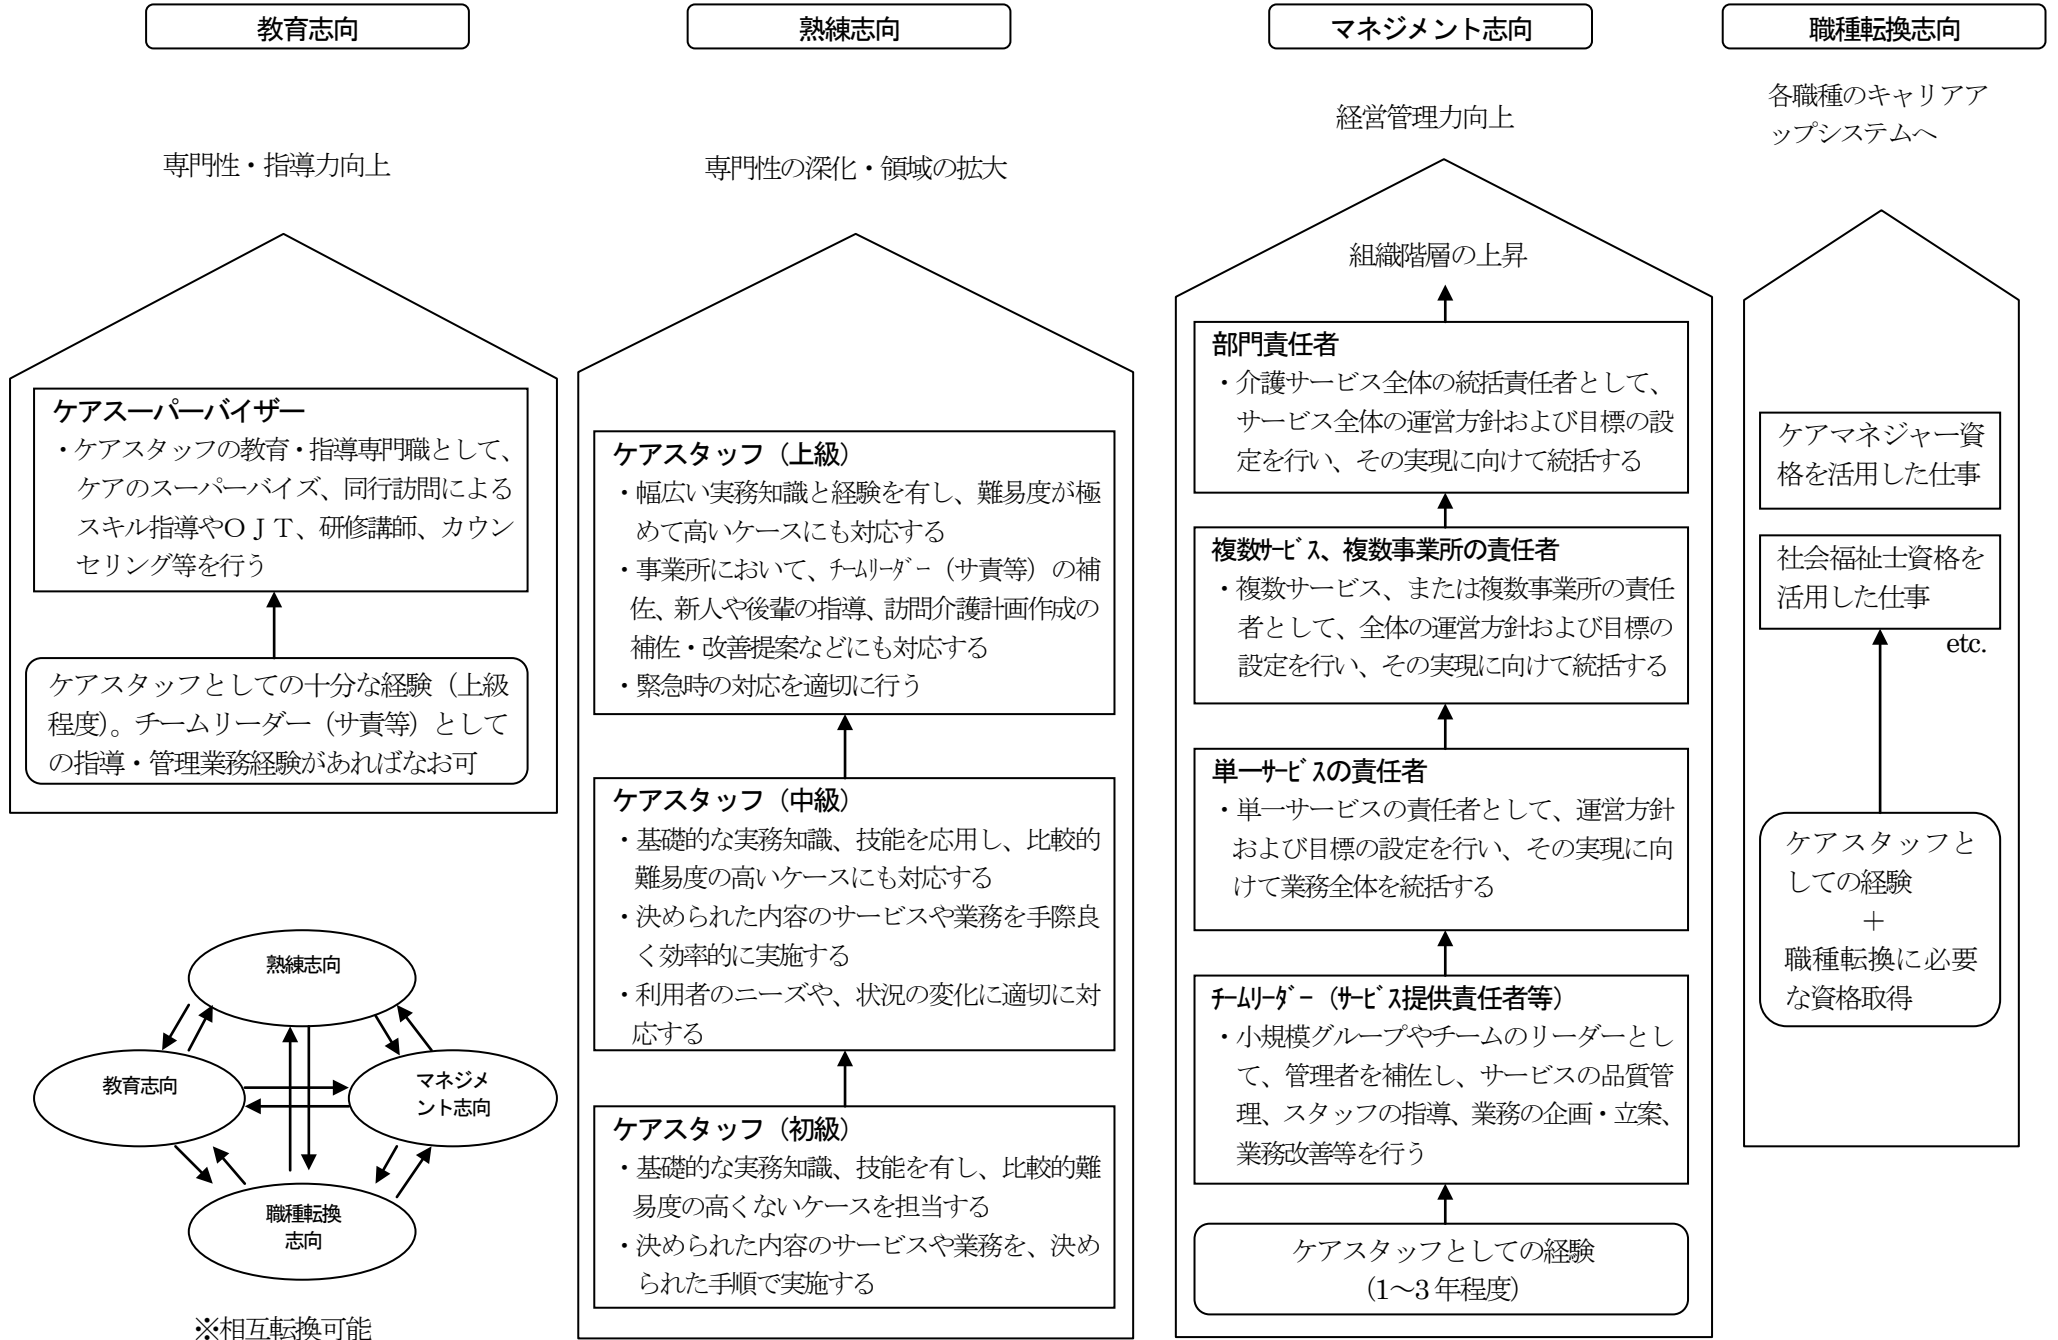 教育志向
専門性・指導力向上
ケアスーパーバイザー
・ケアスタッフの教育・指導専門職として、
ケアのスーパーバイズ、同行訪問による
スキル指導やＯＪＴ、研修講師、カウン
セリング等を行う
ケアスタッフとしての十分な経験（上級
程度）。チームリーダー（サ責等）として
の指導・管理業務経験があればなお可
熟練志向
教育志向
マネジメ
ント志向
職種転換
志向
※相互転換可能
熟練志向
専門性の深化・領域の拡大
ケアスタッフ（上級）
・幅広い実務知識と経験を有し、難易度が極
めて高いケースにも対応する
・事業所において、ﾁｰﾑﾘｰﾀﾞｰ（サ責等）の補
佐、新人や後輩の指導、訪問介護計画作成の
補佐・改善提案などにも対応する
・緊急時の対応を適切に行う
ケアスタッフ（中級）
・基礎的な実務知識、技能を応用し、比較的
難易度の高いケースにも対応する
・決められた内容のサービスや業務を手際良
く効率的に実施する
・利用者のニーズや、状況の変化に適切に対
応する
ケアスタッフ（初級）
・基礎的な実務知識、技能を有し、比較的難
易度の高くないケースを担当する
・決められた内容のサービスや業務を、決め
られた手順で実施する
マネジメント志向
経営管理力向上
組織階層の上昇
部門責任者
・介護サービス全体の統括責任者として、
サービス全体の運営方針および目標の設
定を行い、その実現に向けて統括する
複数ｻｰﾋﾞｽ、複数事業所の責任者
・複数サービス、または複数事業所の責任
者として、全体の運営方針および目標の
設定を行い、その実現に向けて統括する
単一ｻｰﾋﾞｽの責任者
・単一サービスの責任者として、運営方針
および目標の設定を行い、その実現に向
けて業務全体を統括する
ﾁｰﾑﾘｰﾀﾞｰ（ｻｰﾋﾞｽ提供責任者等）
・小規模グループやチームのリーダーとし
て、管理者を補佐し、サービスの品質管
理、スタッフの指導、業務の企画・立案、
業務改善等を行う
ケアスタッフとしての経験
（1～3 年程度）
職種転換志向
各職種のキャリアア
ップシステムへ
ケアマネジャー資
格を活用した仕事
社会福祉士資格を
活用した仕事
etc.
ケアスタッフと
しての経験
＋
職種転換に必要
な資格取得